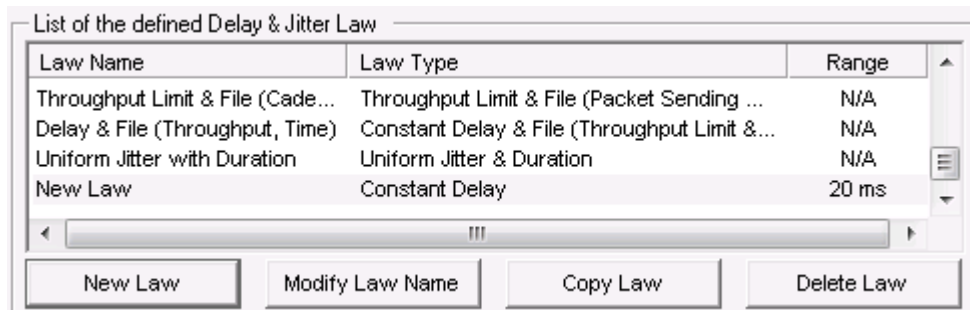 List of the defined Delay & Jitter Law
Law Name Law Type Range
Throughput Limit & File (Cade... Throughput Limit & File (Packet Sending ... N/A
Delay & File (Throughput, Time) Constant Delay & File (Throughput Limit &... N/A
Uniform Jitter with Duration Uniform Jitter & Duration N/A
New Law Constant Delay 20 ms
New Law Modify Law Name Copy Law Delete Law